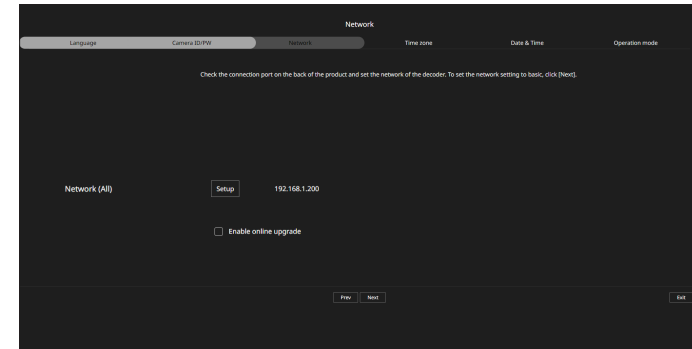 Network
Language Camera ID/PW Network Time zone Date & Time Operation mode
Check the connection port on the back of the product and set the network of the decoder. To set the network setting to basic, click [Next].
Network (All) Setup 192.168.1.200
Enable online upgrade
Prev Next Exit